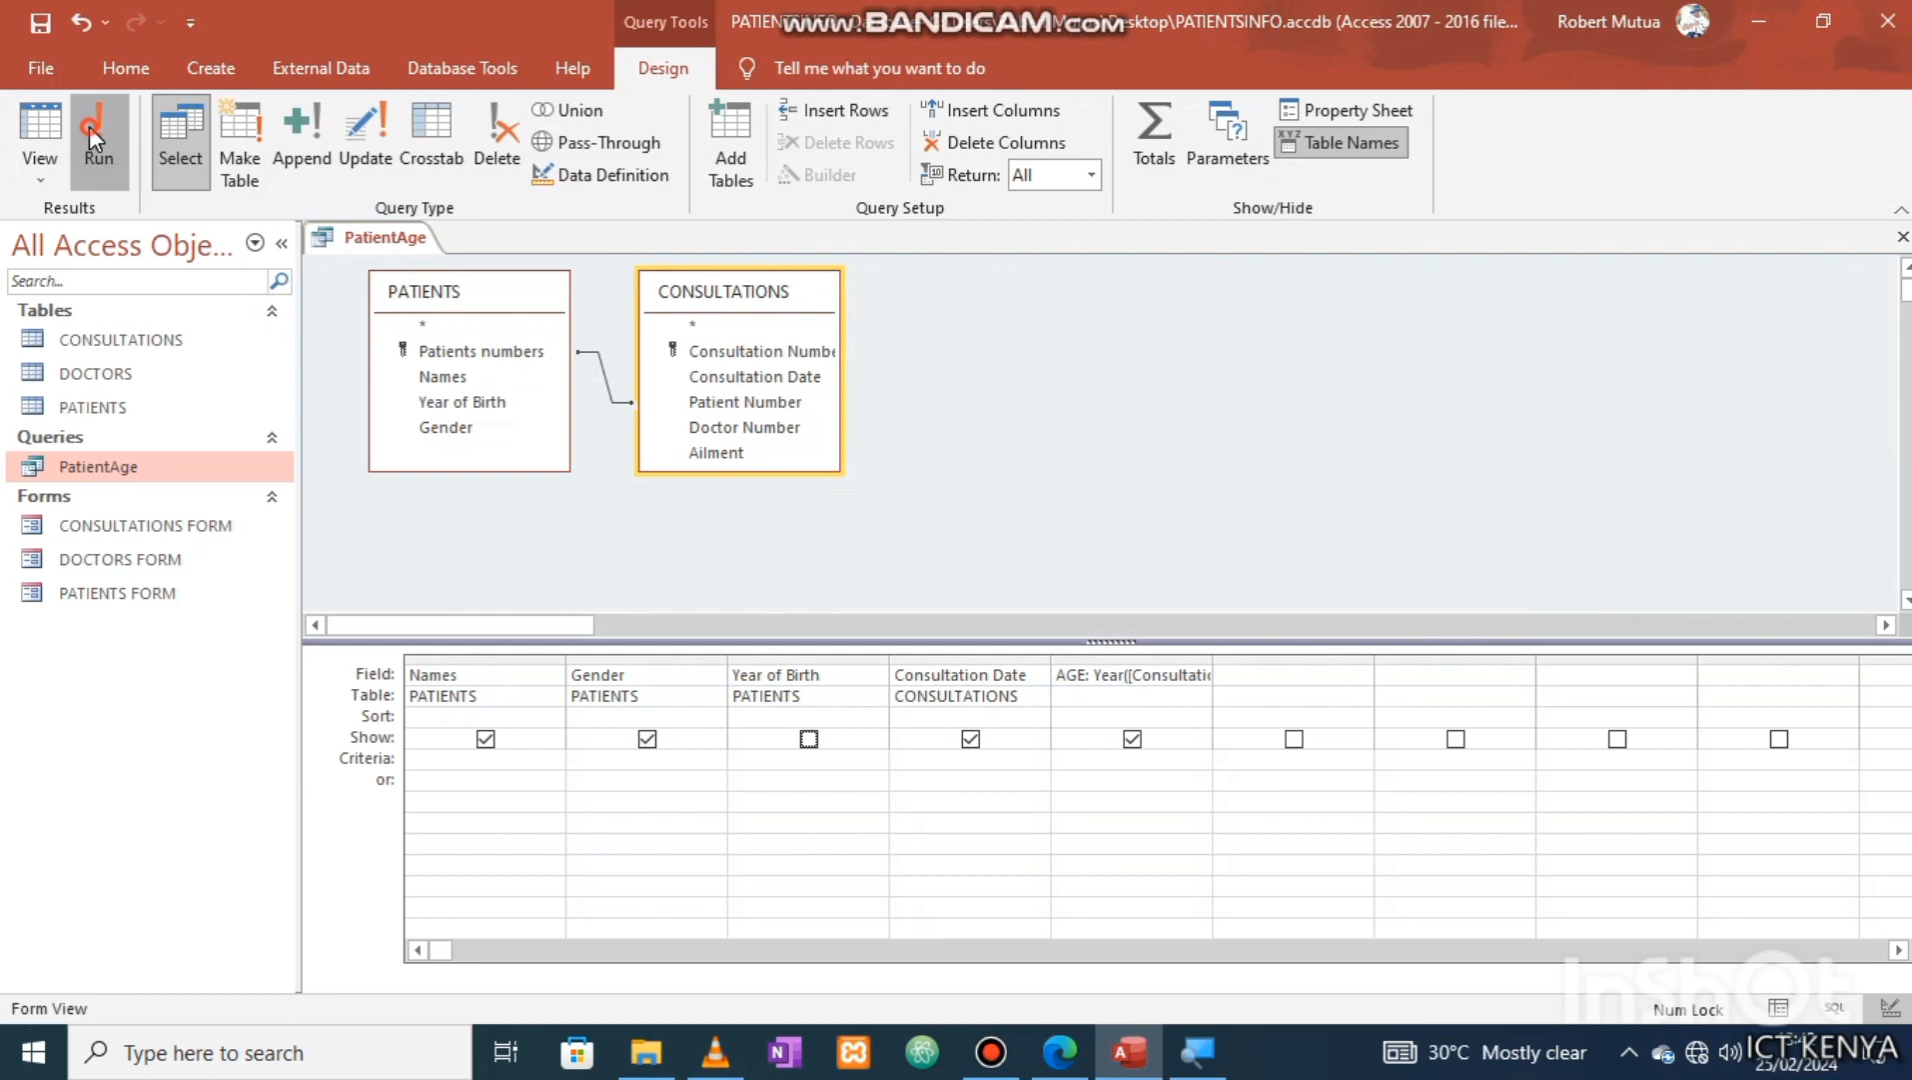 Query Tools
PATIENTSINFO
Desktop\PATIENTSINFO.accdb (Access 2007 - 2016 file...
www.BANDICAM.com
Robert Mutua
File
Home
Create
External Data
Database Tools
Help
Design
Tell me what you want to do
View
Run
Select
Make Table
Append
Update
Crosstab
Delete
Union
Pass-Through
Data Definition
Add Tables
Insert Rows
Delete Rows
Builder
Insert Columns
Delete Columns
Return: All
Totals
Parameters
Property Sheet
XYZ
Table Names
Results
Query Type
Query Setup
Show/Hide
All Access Obje...
Search...
Tables
CONSULTATIONS
DOCTORS
PATIENTS
Queries
PatientAge
Forms
CONSULTATIONS FORM
DOCTORS FORM
PATIENTS FORM
PatientAge
PATIENTS
*
Patients numbers
Names
Year of Birth
Gender
CONSULTATIONS
*
Consultation Numbe
Consultation Date
Patient Number
Doctor Number
Ailment
Field: Names Gender Year of Birth Consultation Date AGE: Year([Consultatic
Table: PATIENTS PATIENTS PATIENTS CONSULTATIONS
Sort:
Show:
Criteria:
or:
InShOt
Form View
Num Lock
SQL
Type here to search
30°C Mostly clear
ICT KENYA
25/02/2024